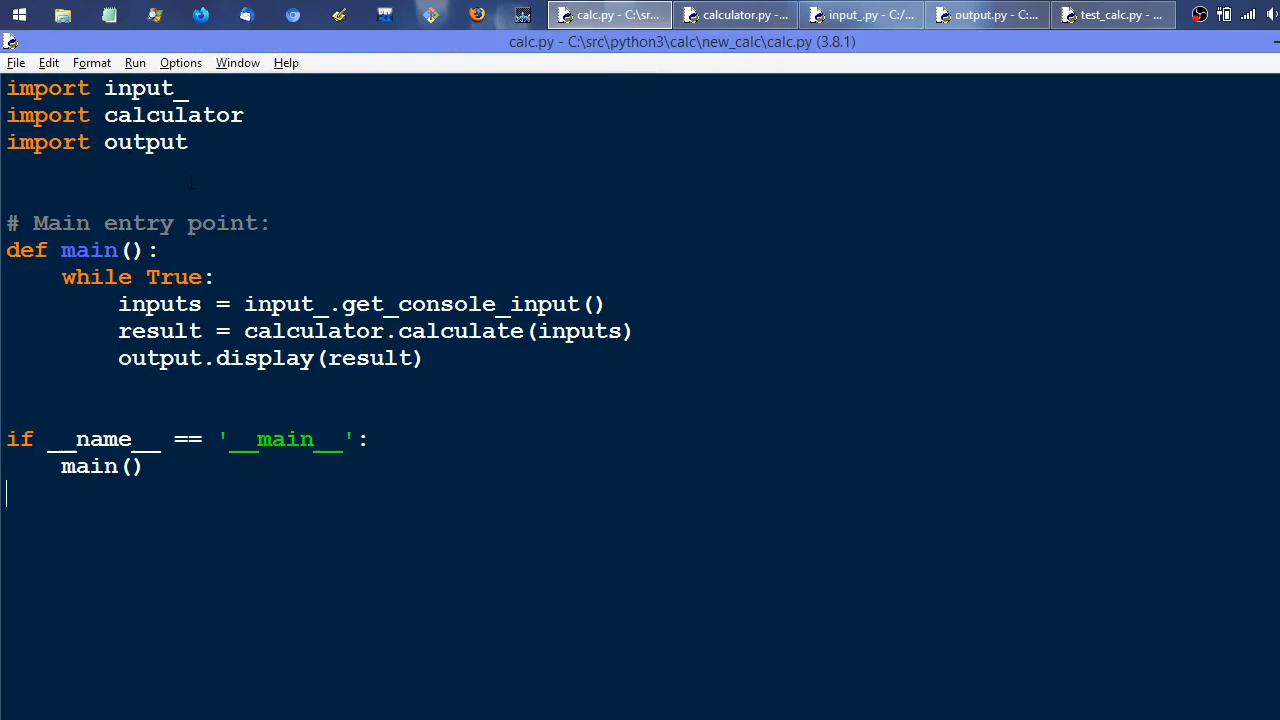 calc.py - C:\sr...
calculator.py -...
input_.py - C:/...
output.py - C:...
test_calc.py - ...
calc.py - C:\src\python3\calc\new_calc\calc.py (3.8.1)
File Edit Format Run Options Window Help
import input_
import calculator
import output
# Main entry point:
def main():
    while True:
        inputs = input_.get_console_input()
        result = calculator.calculate(inputs)
        output.display(result)
if __name__ == '__main__':
    main()